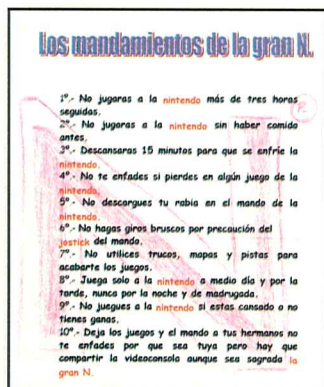 Los mandamientos de la gran N.
1º.- No jugaras a la nintendo más de tres horas
seguidas.
2º.- No jugaras a la nintendo sin haber comido
antes.
3º.- Descansaras 15 minutos para que se enfríe la
nintendo.
4º.- No te enfades si pierdes en algún juego de la
nintendo.
5º.- No descargues tu rabia en el mando de la
nintendo.
6º.- No hagas giros bruscos por precaución del
jostick del mando.
7º.- No utilices trucos, mapas y pistas para
acabarte los juegos.
8º.- Juega solo a la nintendo a medio día y por la
tarde, nunca por la noche y de madrugada.
9º.- No juegues a la nintendo si estas cansado o no
tienes ganas.
10º.- Deja los juegos y el mando a tus hermanos no
te enfades por que sea tuya pero hay que
compartir la videoconsola aunque sea sagrada la
gran N.